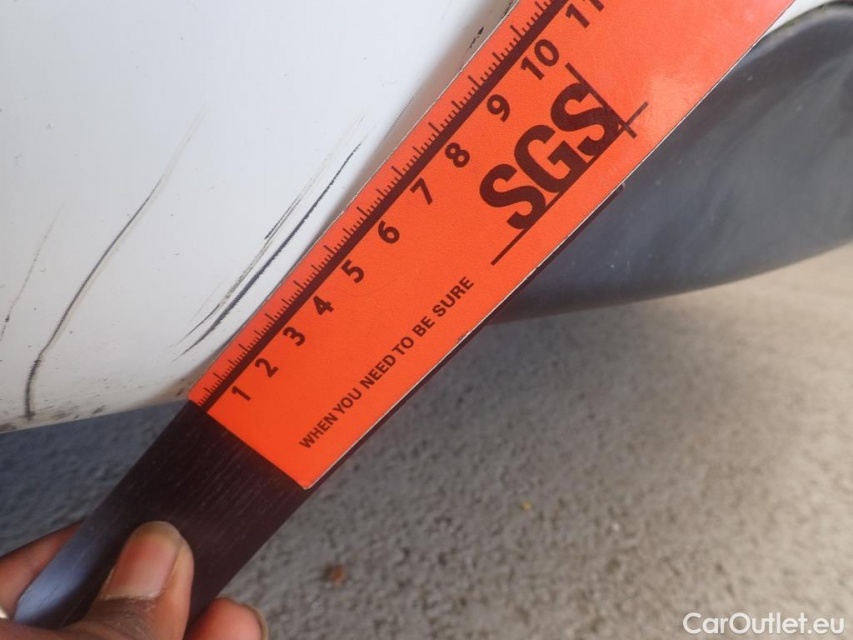 1 2 3 4 5 6 7 8 9 10 11
SGS
WHEN YOU NEED TO BE SURE
CarOutlet.eu